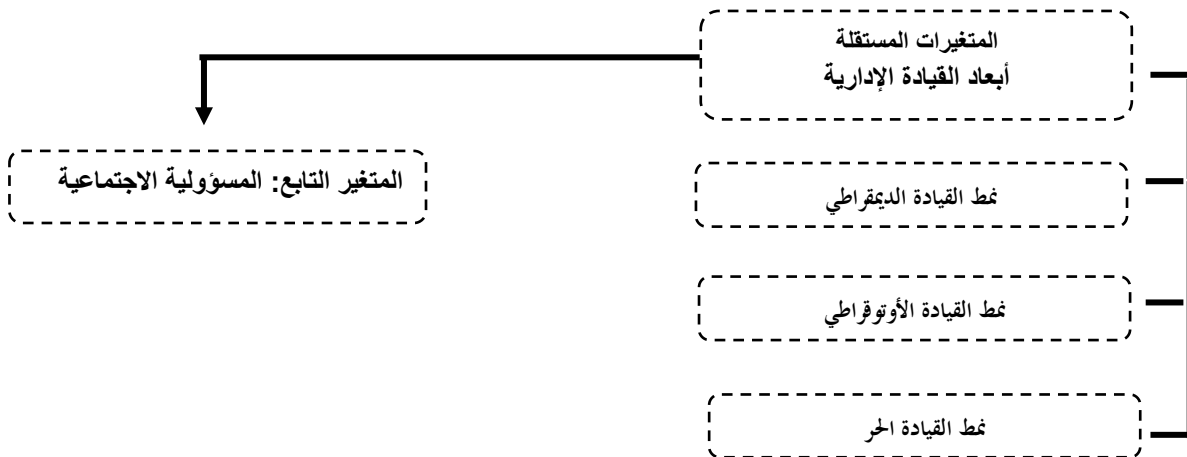 المتغيرات المستقلة
أبعاد القيادة الإدارية
المتغير التابع: المسؤولية الاجتماعية
نمط القيادة الديمقراطي
نمط القيادة الأوتوقراطي
نمط القيادة الحر